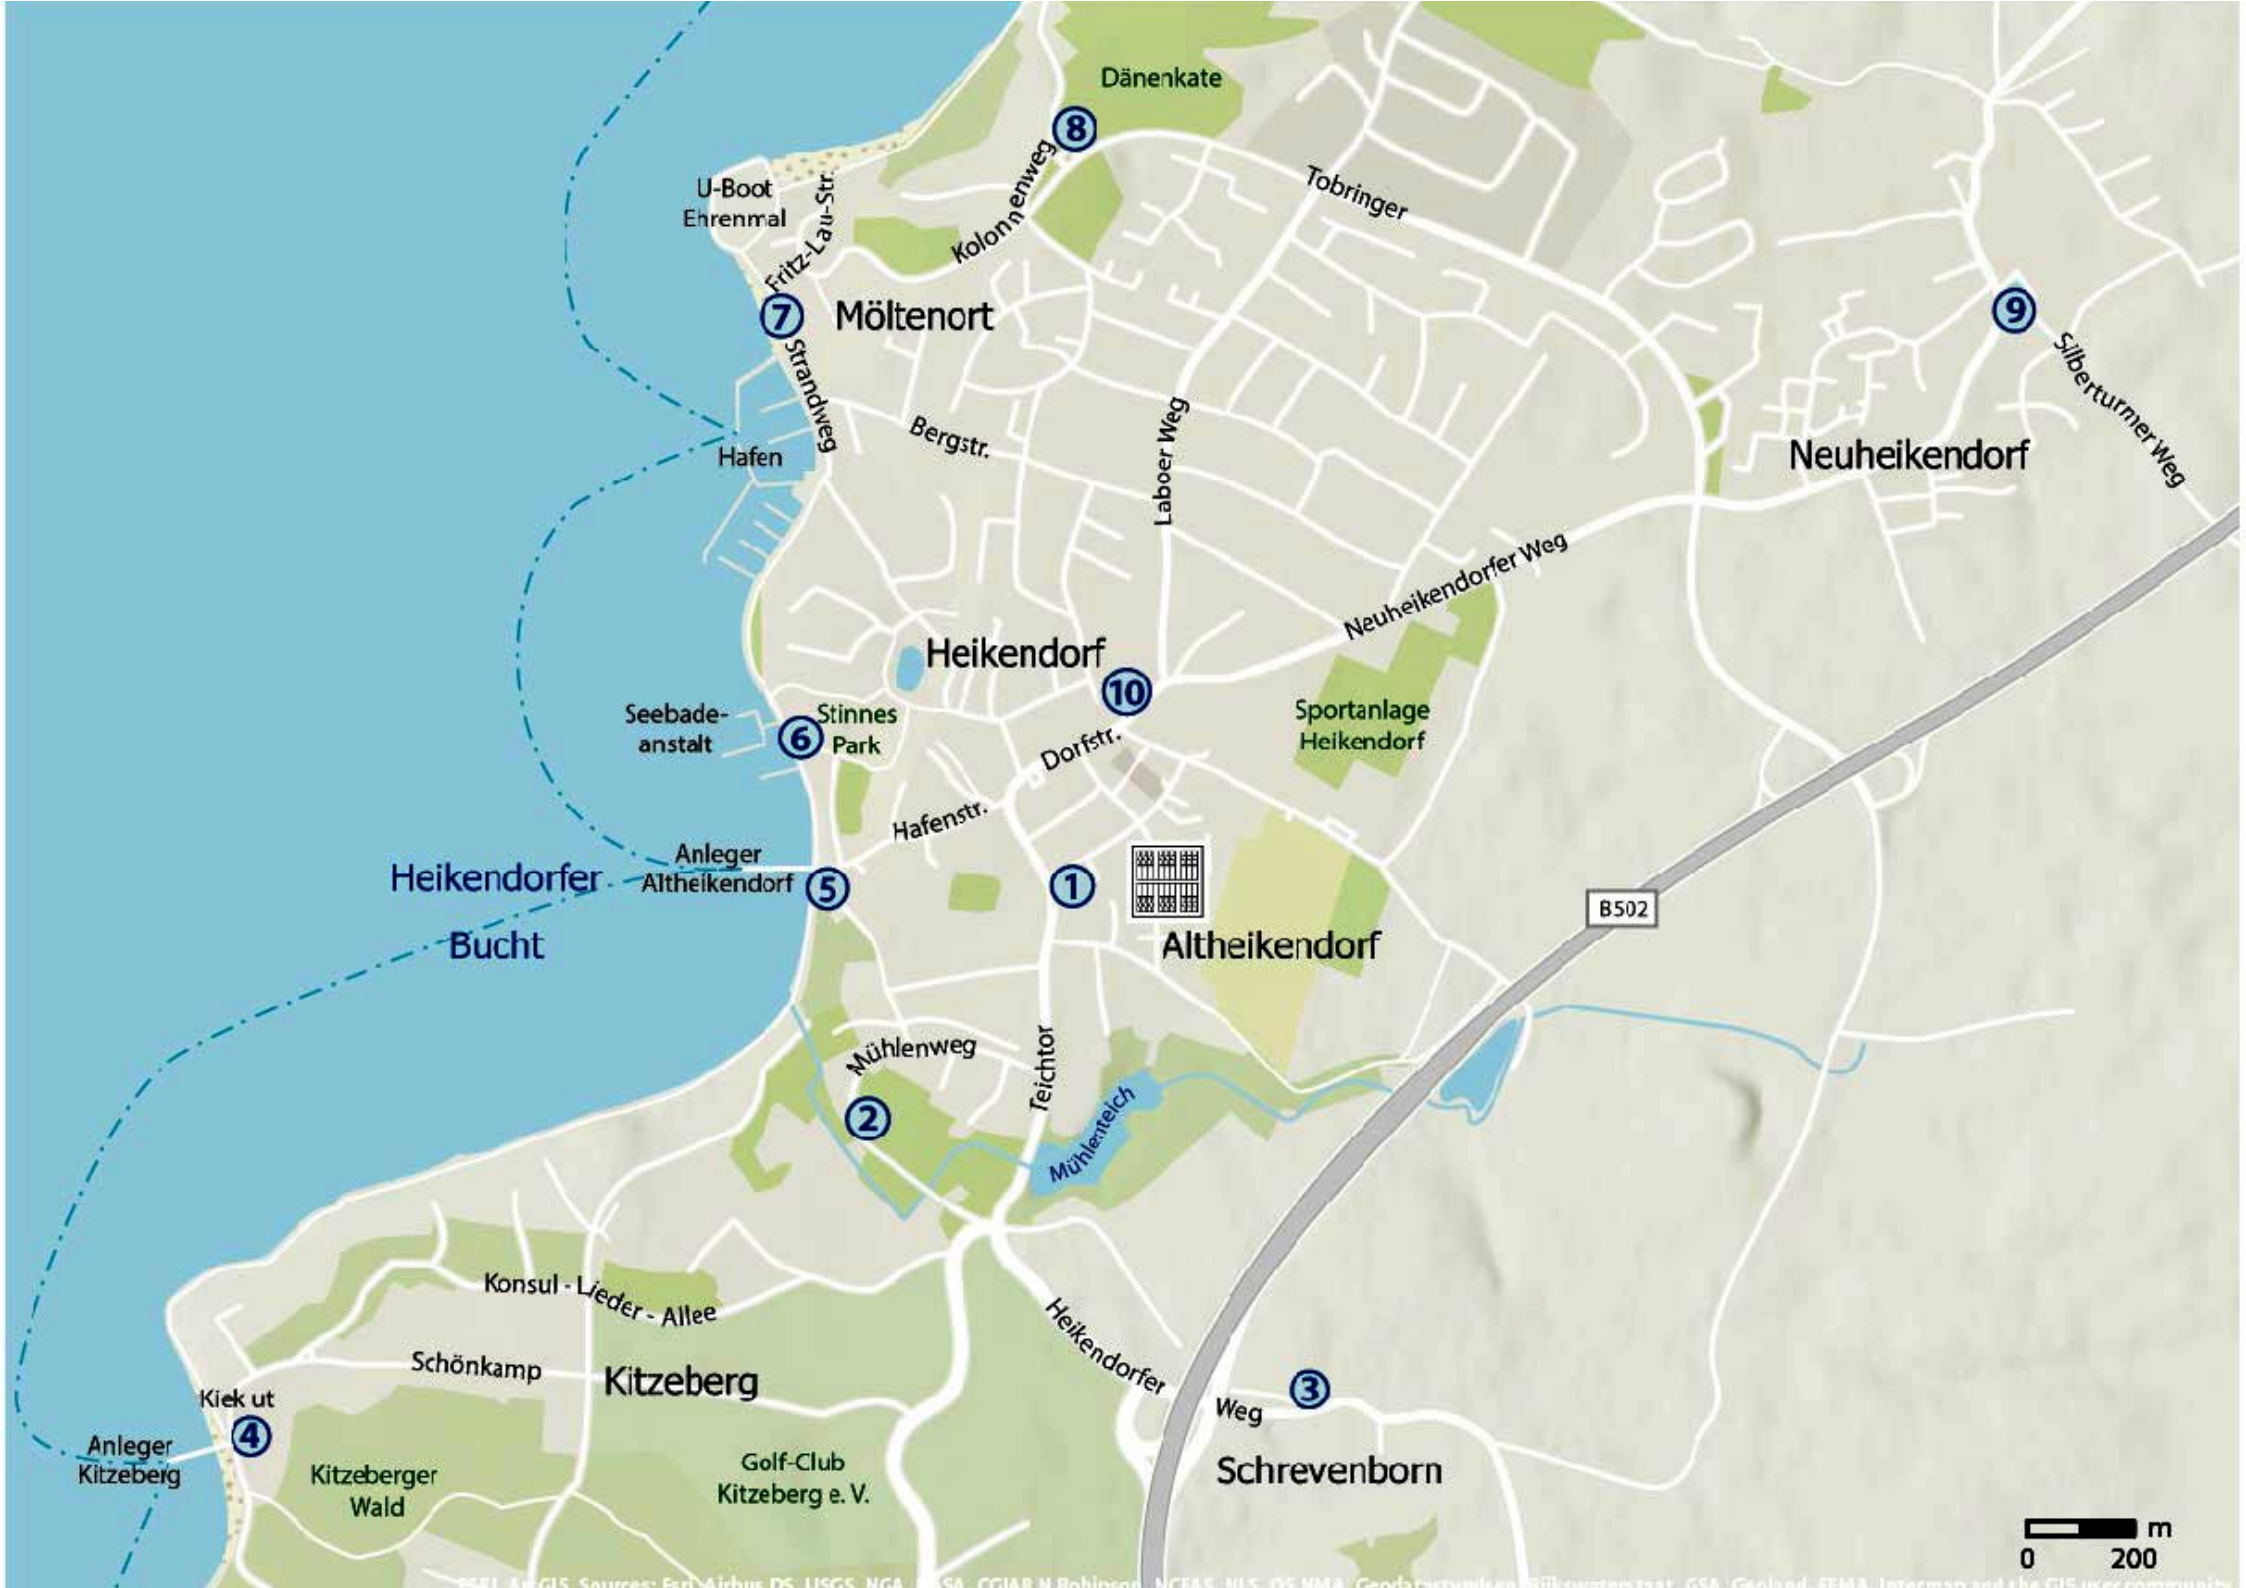 Dänenkate
8
U-Boot
Ehrenmal
Fritz-Lau-Str.
Kolonnenweg
Tobringer
7
Möltenort
9
Strandweg
Silberturmer Weg
Hafen
Bergstr.
Laboer Weg
Neuheikendorf
Neuheikendorfer Weg
Heikendorf
10
Seebade-
anstalt
6
Stinnes
Park
Dorfstr.
Sportanlage
Heikendorf
Hafenstr.
Anleger
Altheikendorf
5
1
Heikendorfer
Bucht
Altheikendorf
B502
Mühlenweg
Teichtor
2
Mühlenteich
Konsul - Lieder - Allee
Heikendorfer
Weg
Schönkamp
Kitzeberg
3
Kiek ut
4
Anleger
Kitzeberg
Kitzeberger
Wald
Golf-Club
Kitzeberg e. V.
Schrevenborn
m
0 200